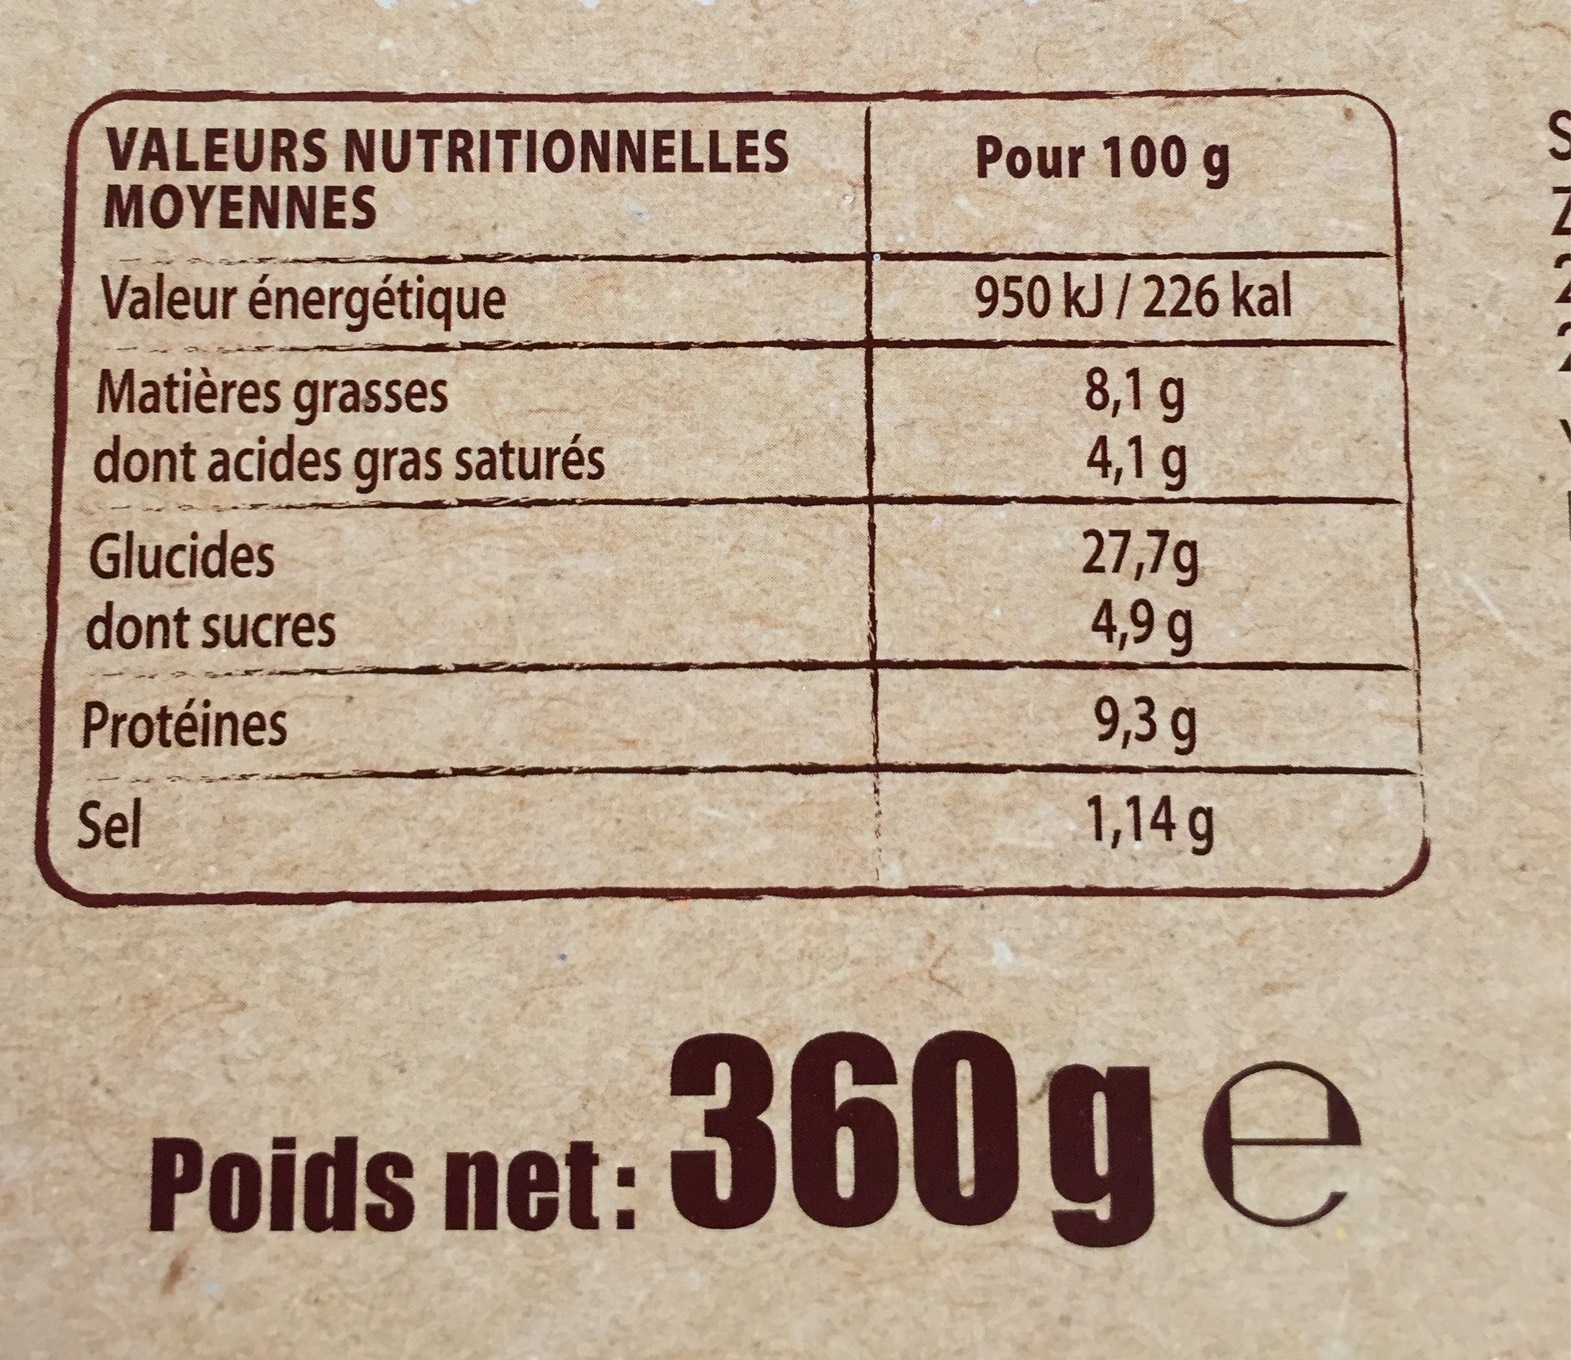 VALEURS NUTRITIONNELLES
MOYENNES
Pour 100 g
Valeur énergétique 950 kJ / 226 kal
Matières grasses 8,1 g
dont acides gras saturés 4,1 g
Glucides 27,7g
dont sucres 4,9 g
Protéines 9,3 g
Sel 1,14 g
Poids net: 360g e